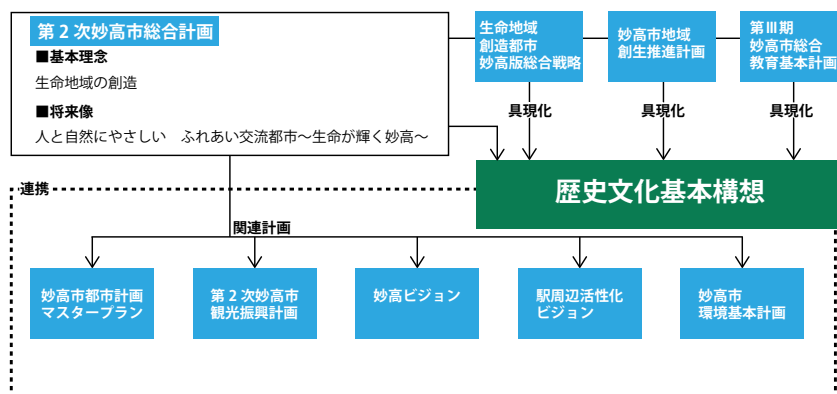 第2次妙高市総合計画
■基本理念
生命地域の創造
■将来像
人と自然にやさしい　ふれあい交流都市～生命が輝く妙高～
生命地域
創造都市
妙高版総合戦略
妙高市地域
創生推進計画
第Ⅲ期
妙高市総合
教育基本計画
具現化
具現化
具現化
歴史文化基本構想
連携
関連計画
妙高市都市計画
マスタープラン
第2次妙高市
観光振興計画
妙高ビジョン
駅周辺活性化
ビジョン
妙高市
環境基本計画